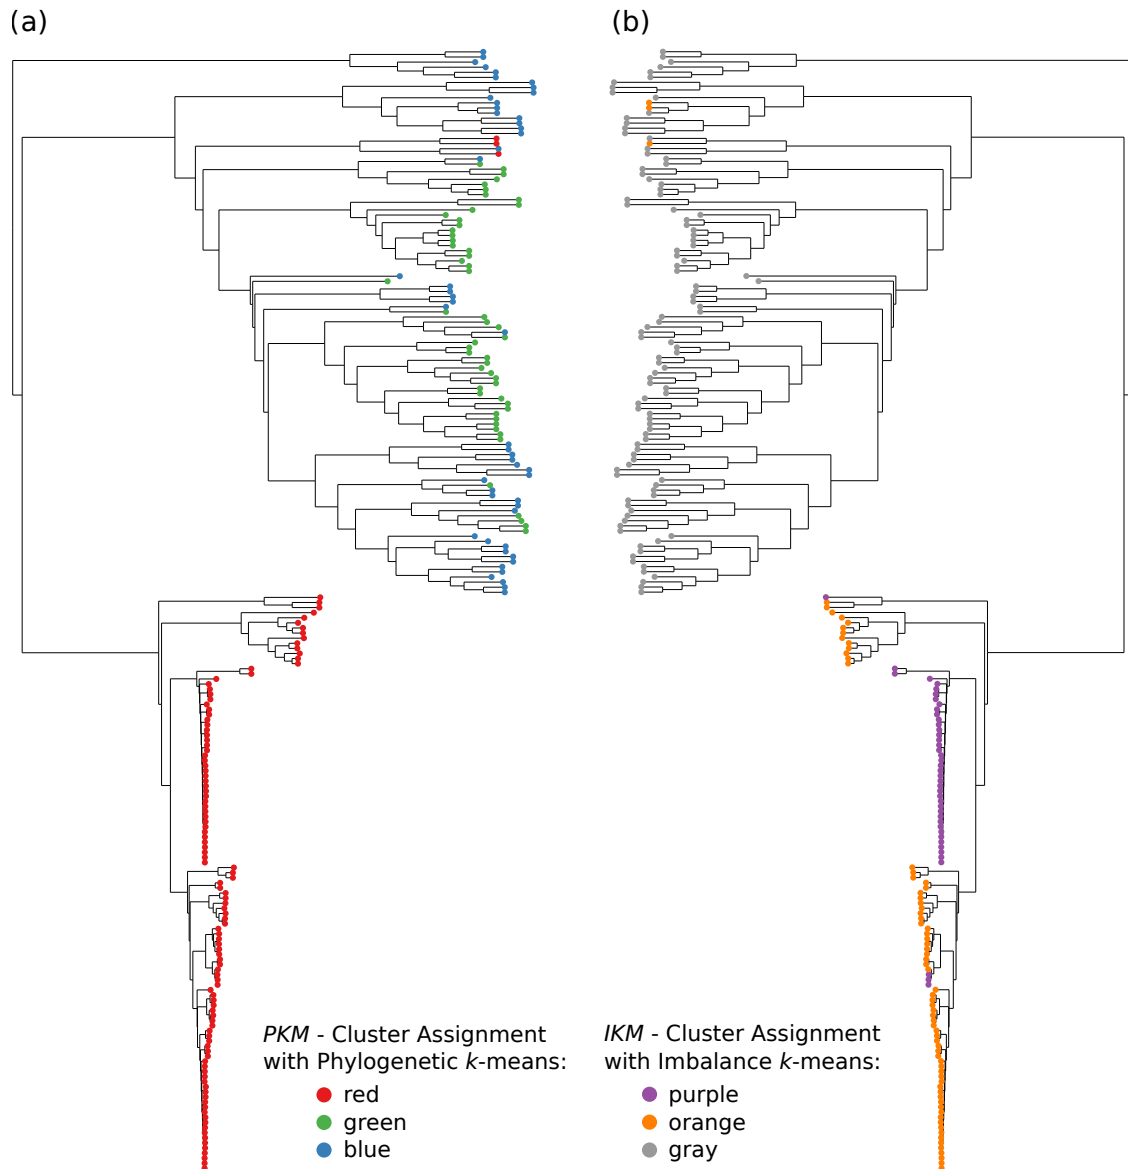 (a)
(b)
PKM - Cluster Assignment
with Phylogenetic k-means:
red
green
blue
IKM - Cluster Assignment
with Imbalance k-means:
purple
orange
gray